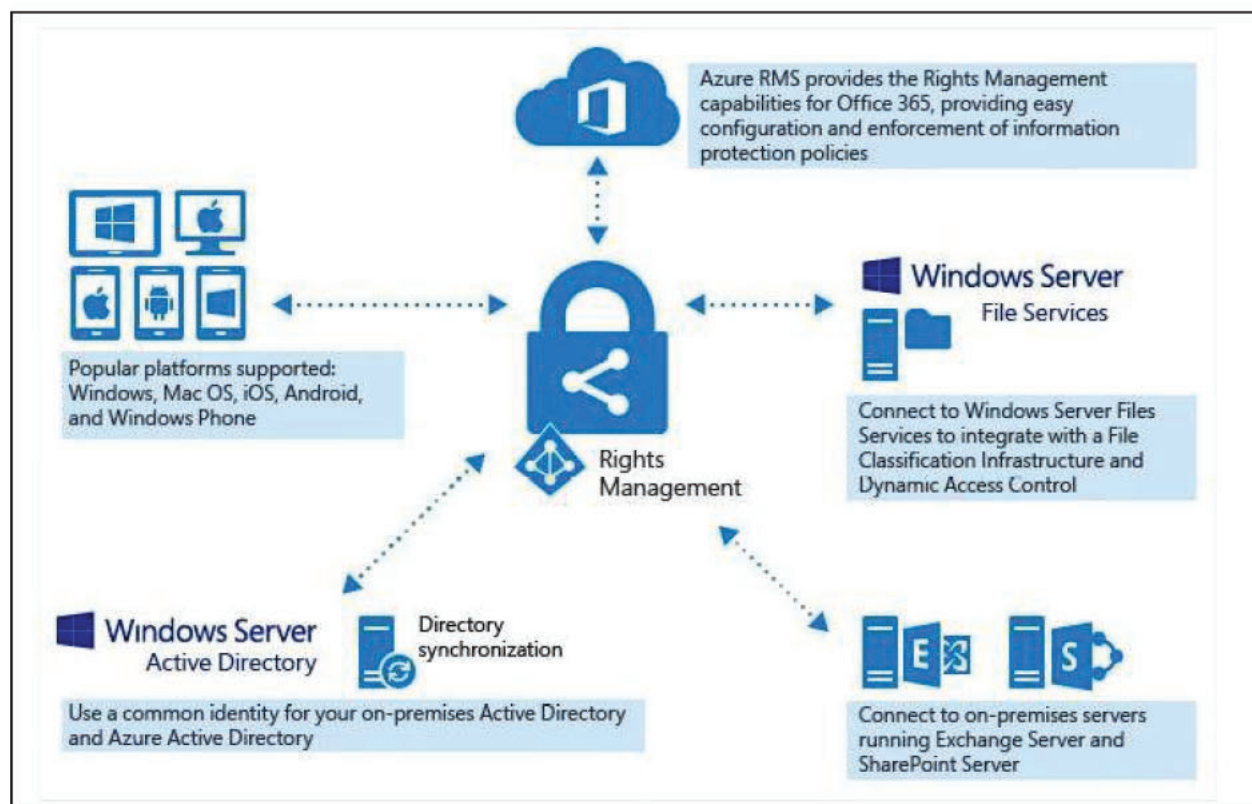 Azure RMS provides the Rights Management
capabilities for Office 365, providing easy
configuration and enforcement of information
protection policies
Popular platforms supported:
Windows, Mac OS, iOS, Android,
and Windows Phone
Windows Server
File Services
Connect to Windows Server Files
Services to integrate with a File
Classification Infrastructure and
Dynamic Access Control
Rights
Management
Windows Server
Active Directory
Directory
synchronization
Use a common identity for your on-premises Active Directory
and Azure Active Directory
E
S
Connect to on-premises servers
running Exchange Server and
SharePoint Server